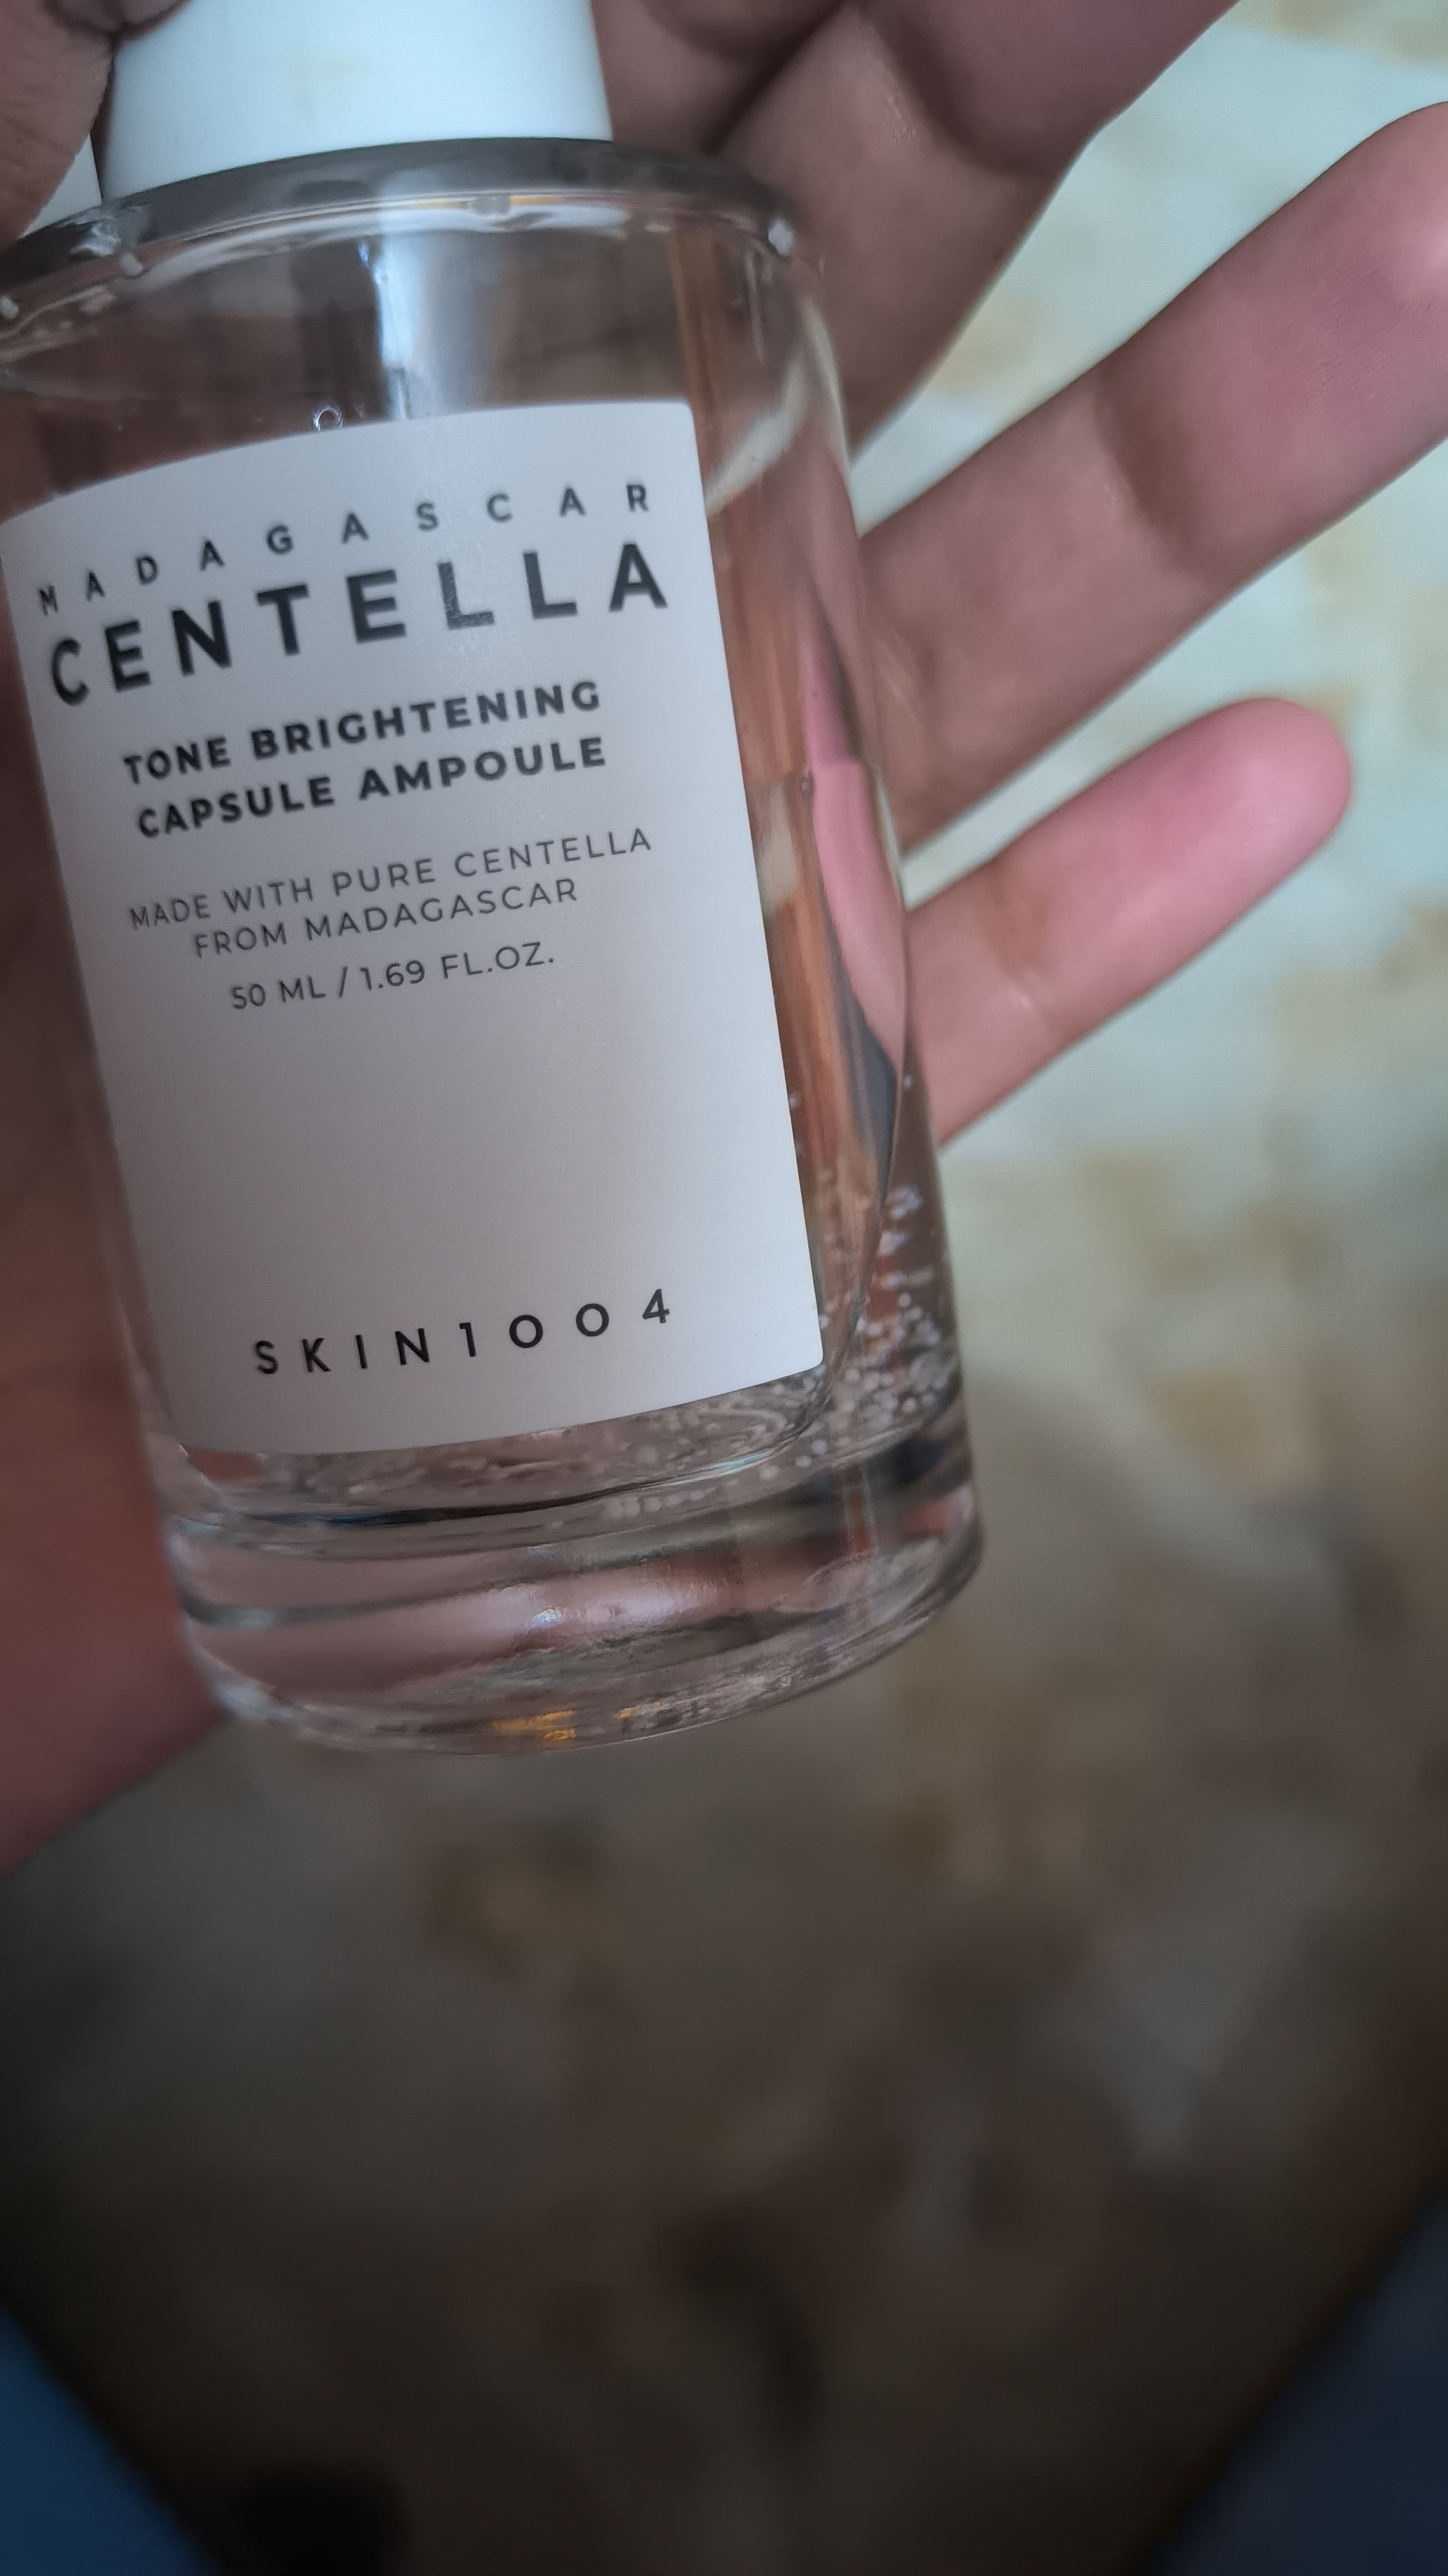 MADAGASCAR
CENTELLA
TONE BRIGHTENING
CAPSULE AMPOULE
MADE WITH PURE CENTELLA
FROM MADAGASCAR
50 ML / 1.69 FL.OZ.
SKIN1004